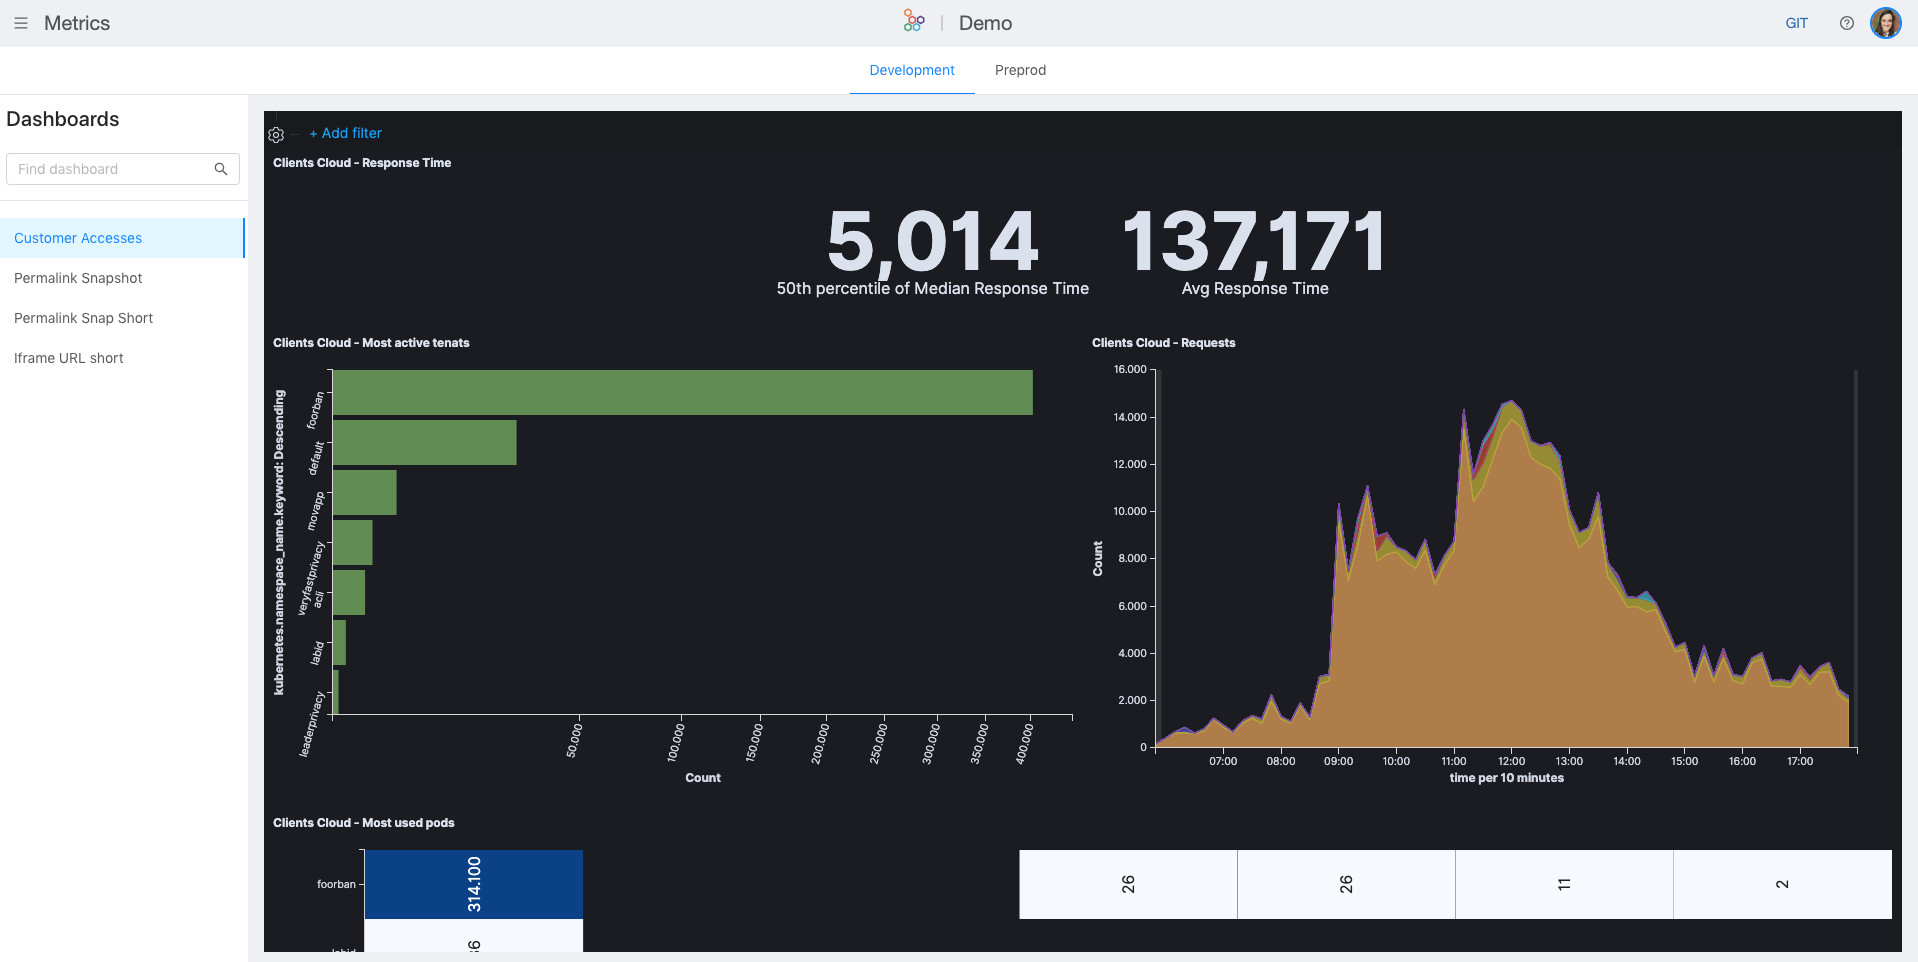 Metrics
Demo
GIT
Development
Preprod
Dashboards
Find dashboard
Customer Accesses
Permalink Snapshot
Permalink Snap Short
Iframe URL short
+ Add filter
Clients Cloud - Response Time
5,014
50th percentile of Median Response Time
137,171
Avg Response Time
Clients Cloud - Most active tenats
kubernetes.namespace_name.keyword: Descending
foorban
default
movapp
veryfastprivacy
acli
labid
leaderprivacy
50.000
100.000
150.000
200.000
250.000
300.000
350.000
400.000
Count
Clients Cloud - Requests
Count
16.000
14.000
12.000
10.000
8.000
6.000
4.000
2.000
0
07:00
08:00
09:00
10:00
11:00
12:00
13:00
14:00
15:00
16:00
17:00
time per 10 minutes
Clients Cloud - Most used pods
foorban
314.100
26
26
11
2
labid